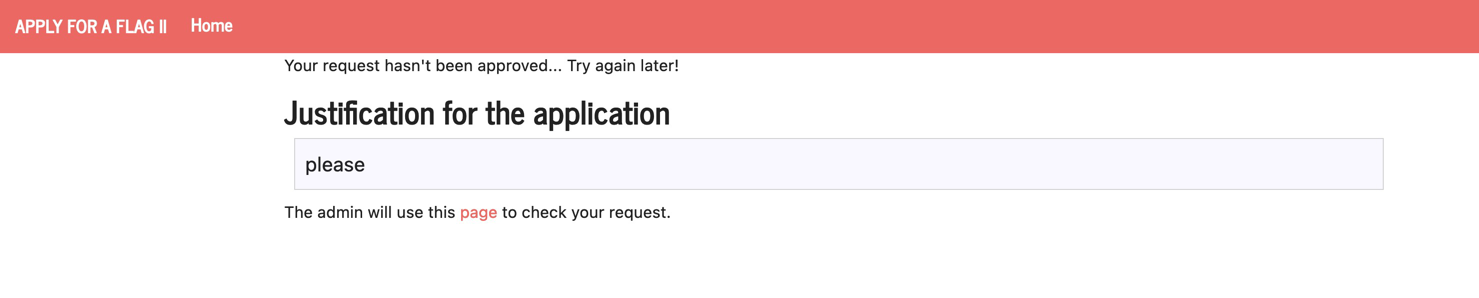 APPLY FOR A FLAG II Home
Your request hasn't been approved... Try again later!
Justification for the application
please
The admin will use this page to check your request.